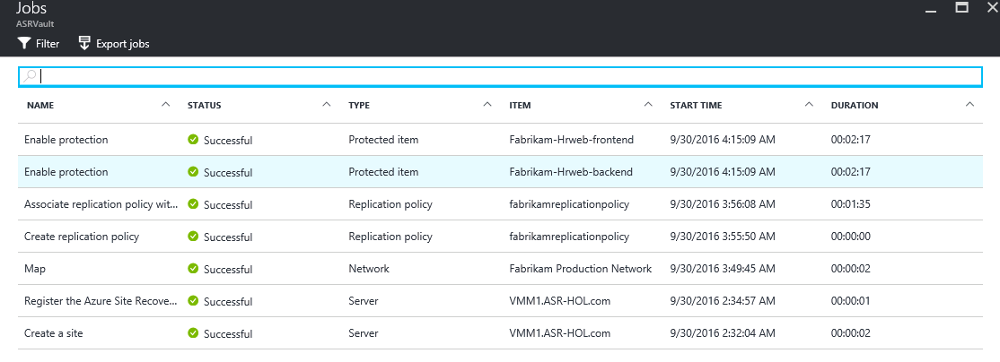 Jobs
ASRVault
Filter Export jobs
NAME STATUS TYPE ITEM START TIME DURATION
Enable protection Successful Protected item Fabrikam-Hrweb-frontend 9/30/2016 4:15:09 AM 00:02:17
Enable protection Successful Protected item Fabrikam-Hrweb-backend 9/30/2016 4:15:09 AM 00:02:17
Associate replication policy wit... Successful Replication policy fabrikamreplicationpolicy 9/30/2016 3:56:08 AM 00:01:35
Create replication policy Successful Replication policy fabrikamreplicationpolicy 9/30/2016 3:55:50 AM 00:00:00
Map Successful Network Fabrikam Production Network 9/30/2016 3:49:45 AM 00:00:02
Register the Azure Site Recove... Successful Server VMM1.ASR-HOL.com 9/30/2016 2:34:57 AM 00:00:01
Create a site Successful Server VMM1.ASR-HOL.com 9/30/2016 2:32:04 AM 00:00:02